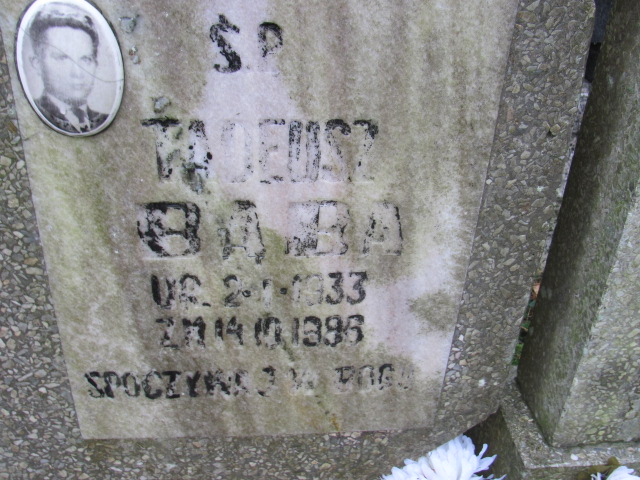 Ś.P.
TADEUSZ
BABA
UR. 2-1-1933
ZM 14.10.1986
SPOCZYWAJ W BOGU